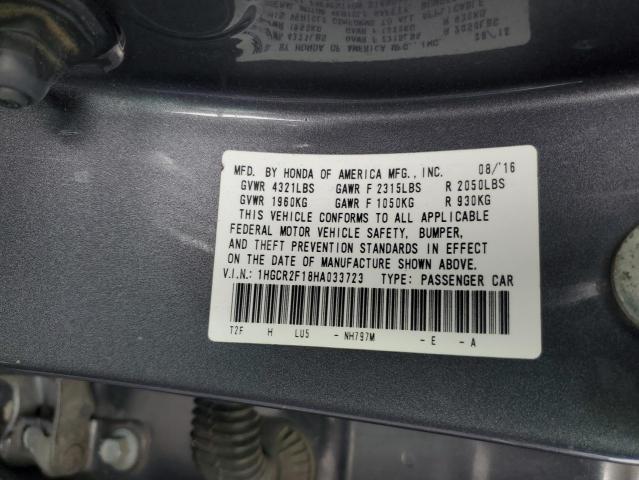 MFD. BY HONDA OF AMERICA MFG., INC. 08/'16
GVWR 4321LBS GAWR F 2315LBS R 2050LBS
GVWR 1960KG GAWR F 1050KG R 930KG
THIS VEHICLE CONFORMS TO ALL APPLICABLE
FEDERAL MOTOR VEHICLE SAFETY, BUMPER,
AND THEFT PREVENTION STANDARDS IN EFFECT
ON THE DATE OF MANUFACTURE SHOWN ABOVE.
V.I.N.: 1HGCR2F18HA033723 TYPE: PASSENGER CAR
T2F H LU5 - NH797M - E - A